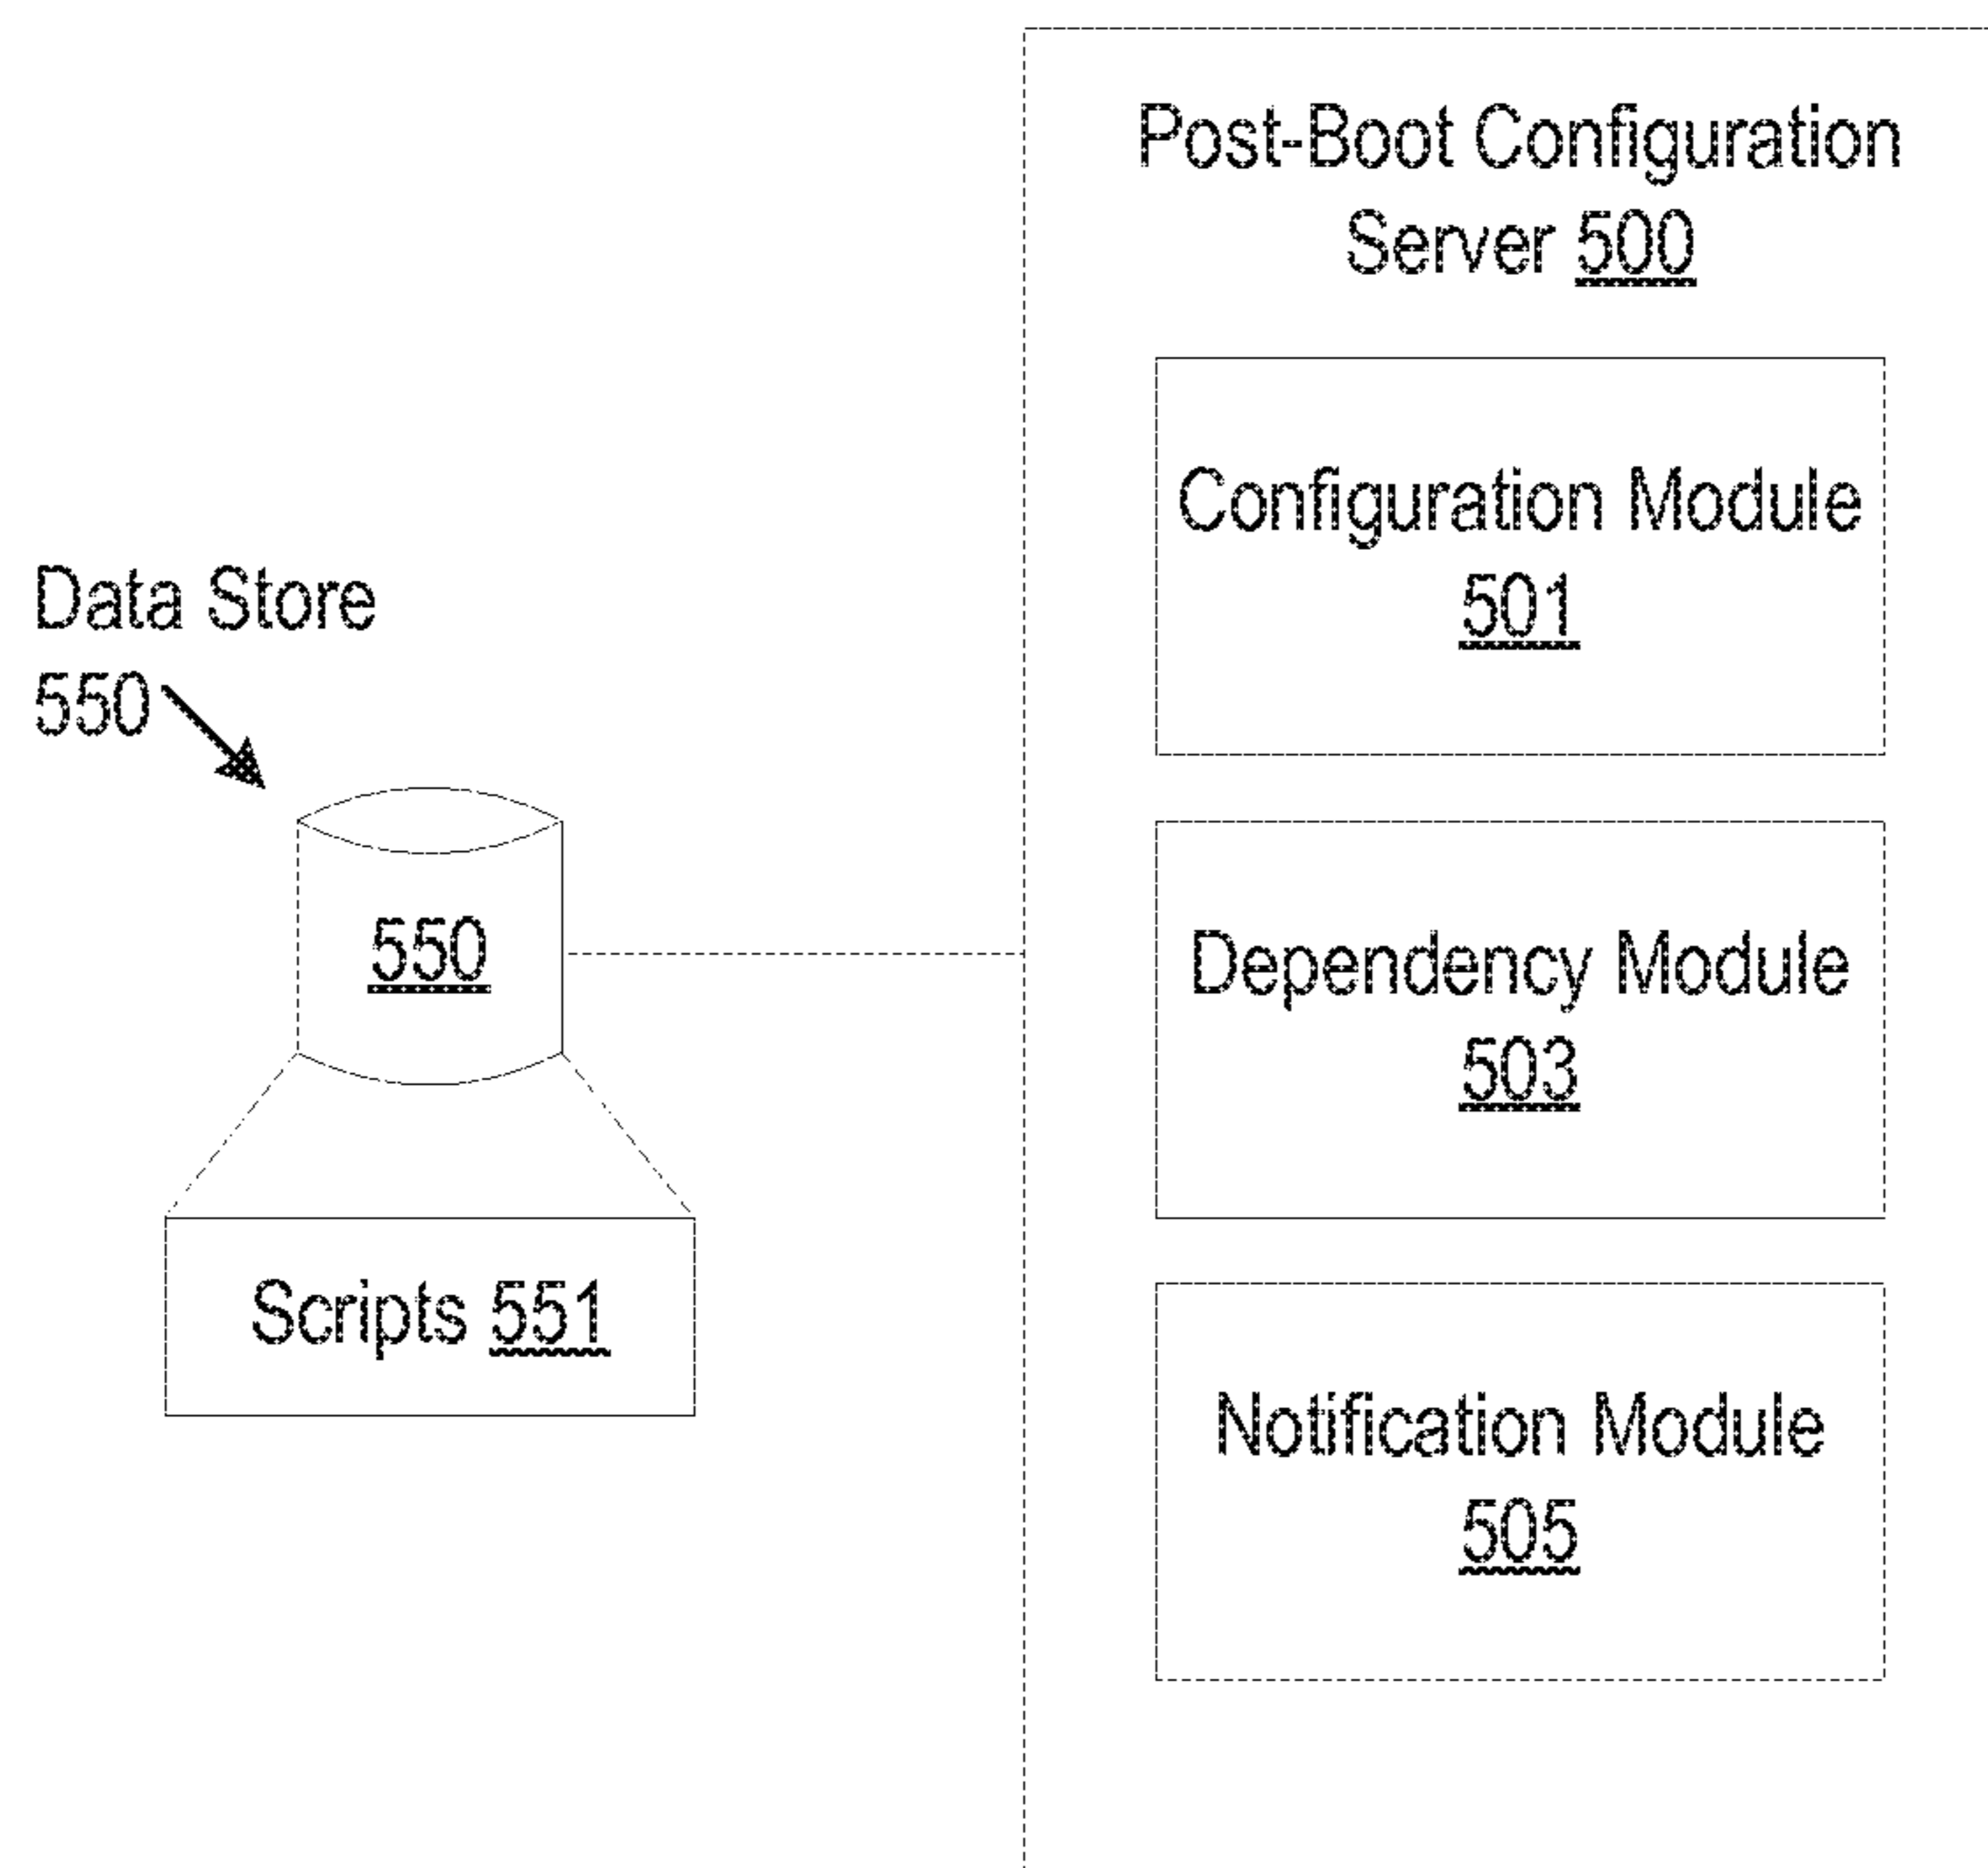 Post-Boot Configuration
Server 500
Configuration Module
501
Data Store
550
550
Dependency Module
503
Scripts 551
Notification Module
505